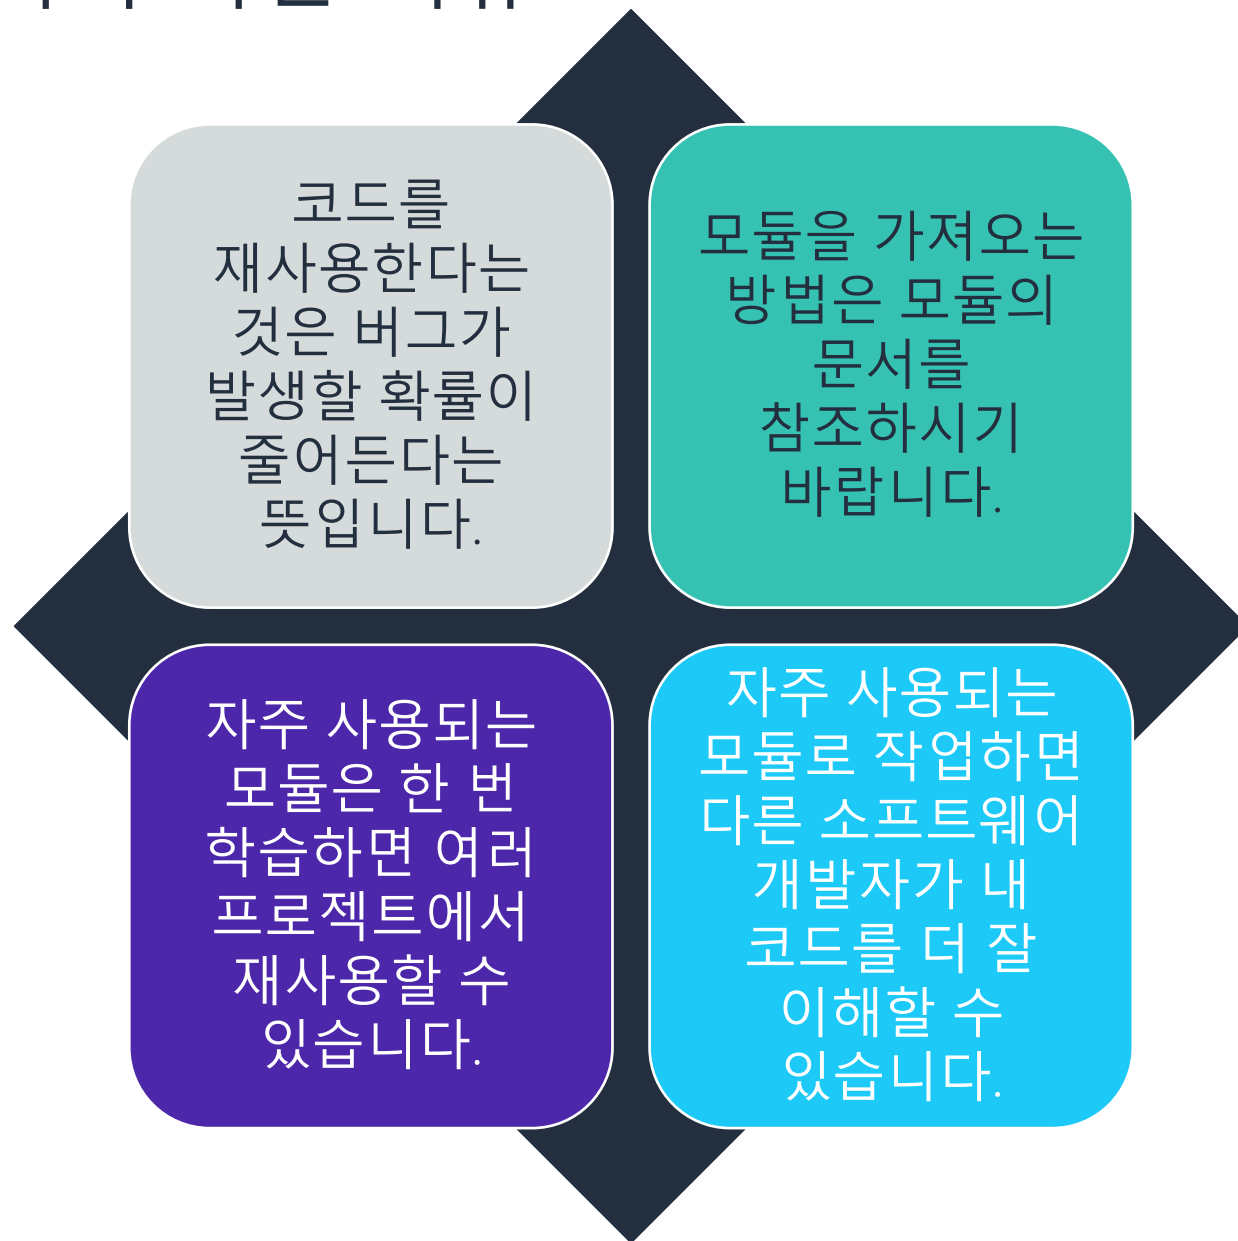 코드를
재사용한다는
것은 버그가
발생할 확률이
줄어든다는
뜻입니다.
모듈을 가져오는
방법은 모듈의
문서를
참조하시기
바랍니다.
자주 사용되는
모듈은 한 번
학습하면 여러
프로젝트에서
재사용할 수
있습니다.
자주 사용되는
모듈로 작업하면
다른 소프트웨어
개발자가 내
코드를 더 잘
이해할 수
있습니다.